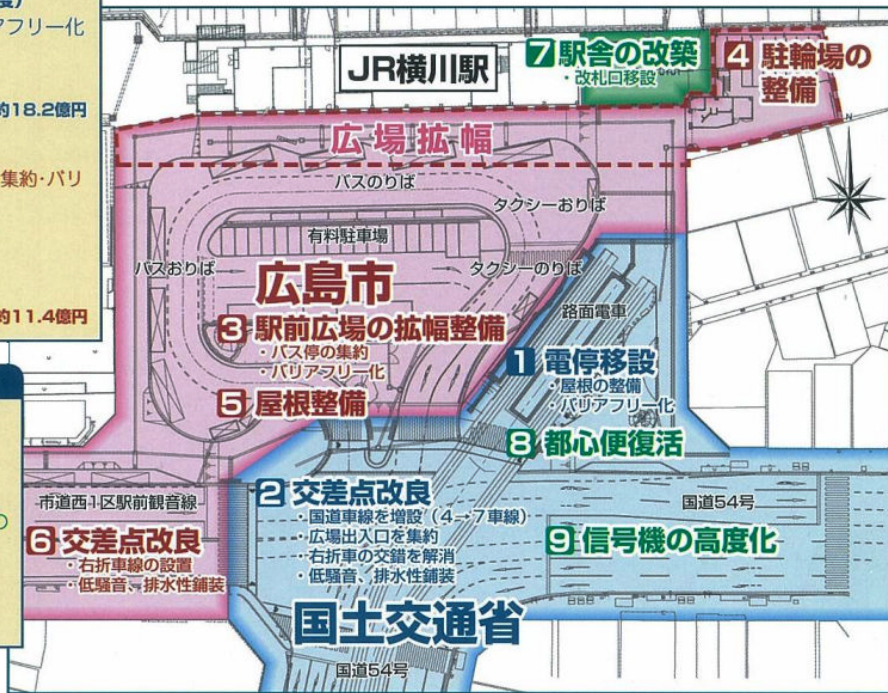 度)
アフリー化
約18.2億円
集約・バリ
約11.4億円
の
JR横川駅
7 駅舎の改築
・改札口移設
4 駐輪場の
整備
広場拡幅
バスのりば
タクシーおりば
有料駐車場
バスおりば
タクシーのりば
広島市
路面電車
3 駅前広場の拡幅整備
・バス停の集約
・バリアフリー化
1 電停移設
・屋根の整備
・バリアフリー化
5 屋根整備
8 都心便復活
市道西1区駅前観音線
2 交差点改良
・国道車線を増設(4→7車線)
・広場出入口を集約
・右折車の交錯を解消
・低騒音、排水性舗装
国道54号
6 交差点改良
・右折車線の設置
・低騒音、排水性舗装
9 信号機の高度化
国土交通省
国道54号
N